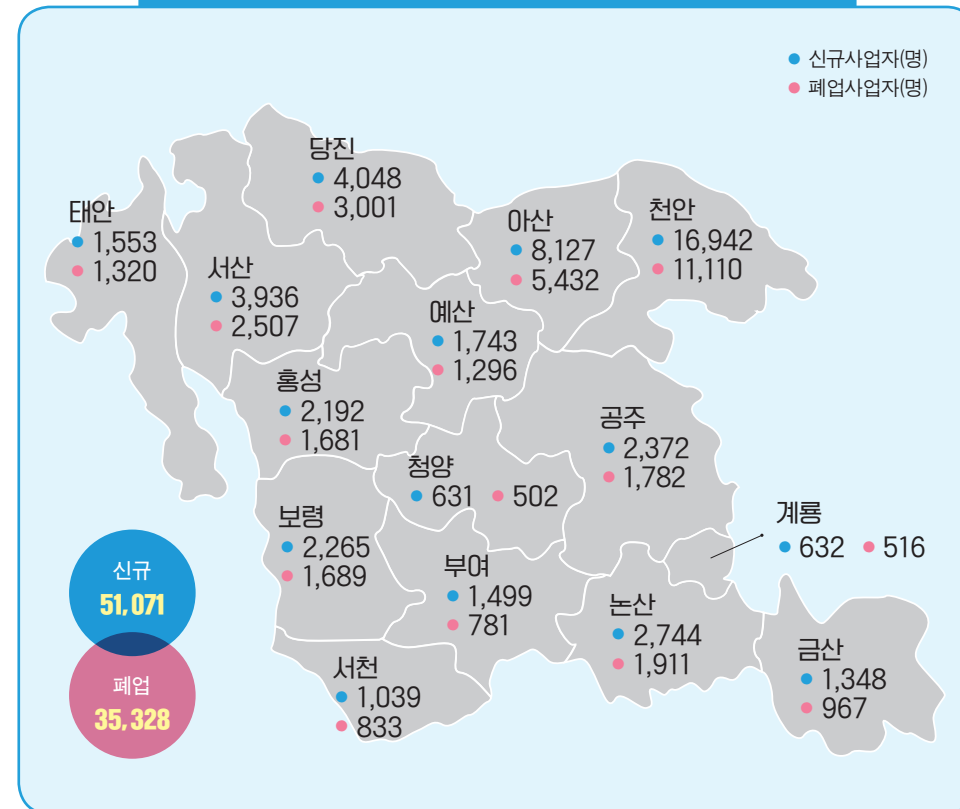 신규사업자(명)
폐업사업자(명)
당진
4,048
3,001
태안
1,553
1,320
서산
3,936
2,507
아산
8,127
5,432
천안
16,942
11,110
예산
1,743
1,296
홍성
2,192
1,681
공주
2,372
1,782
청양
631 502
보령
2,265
1,689
계룡
632 516
부여
1,499
781
논산
2,744
1,911
금산
1,348
967
서천
1,039
833
신규
51,071
폐업
35,328